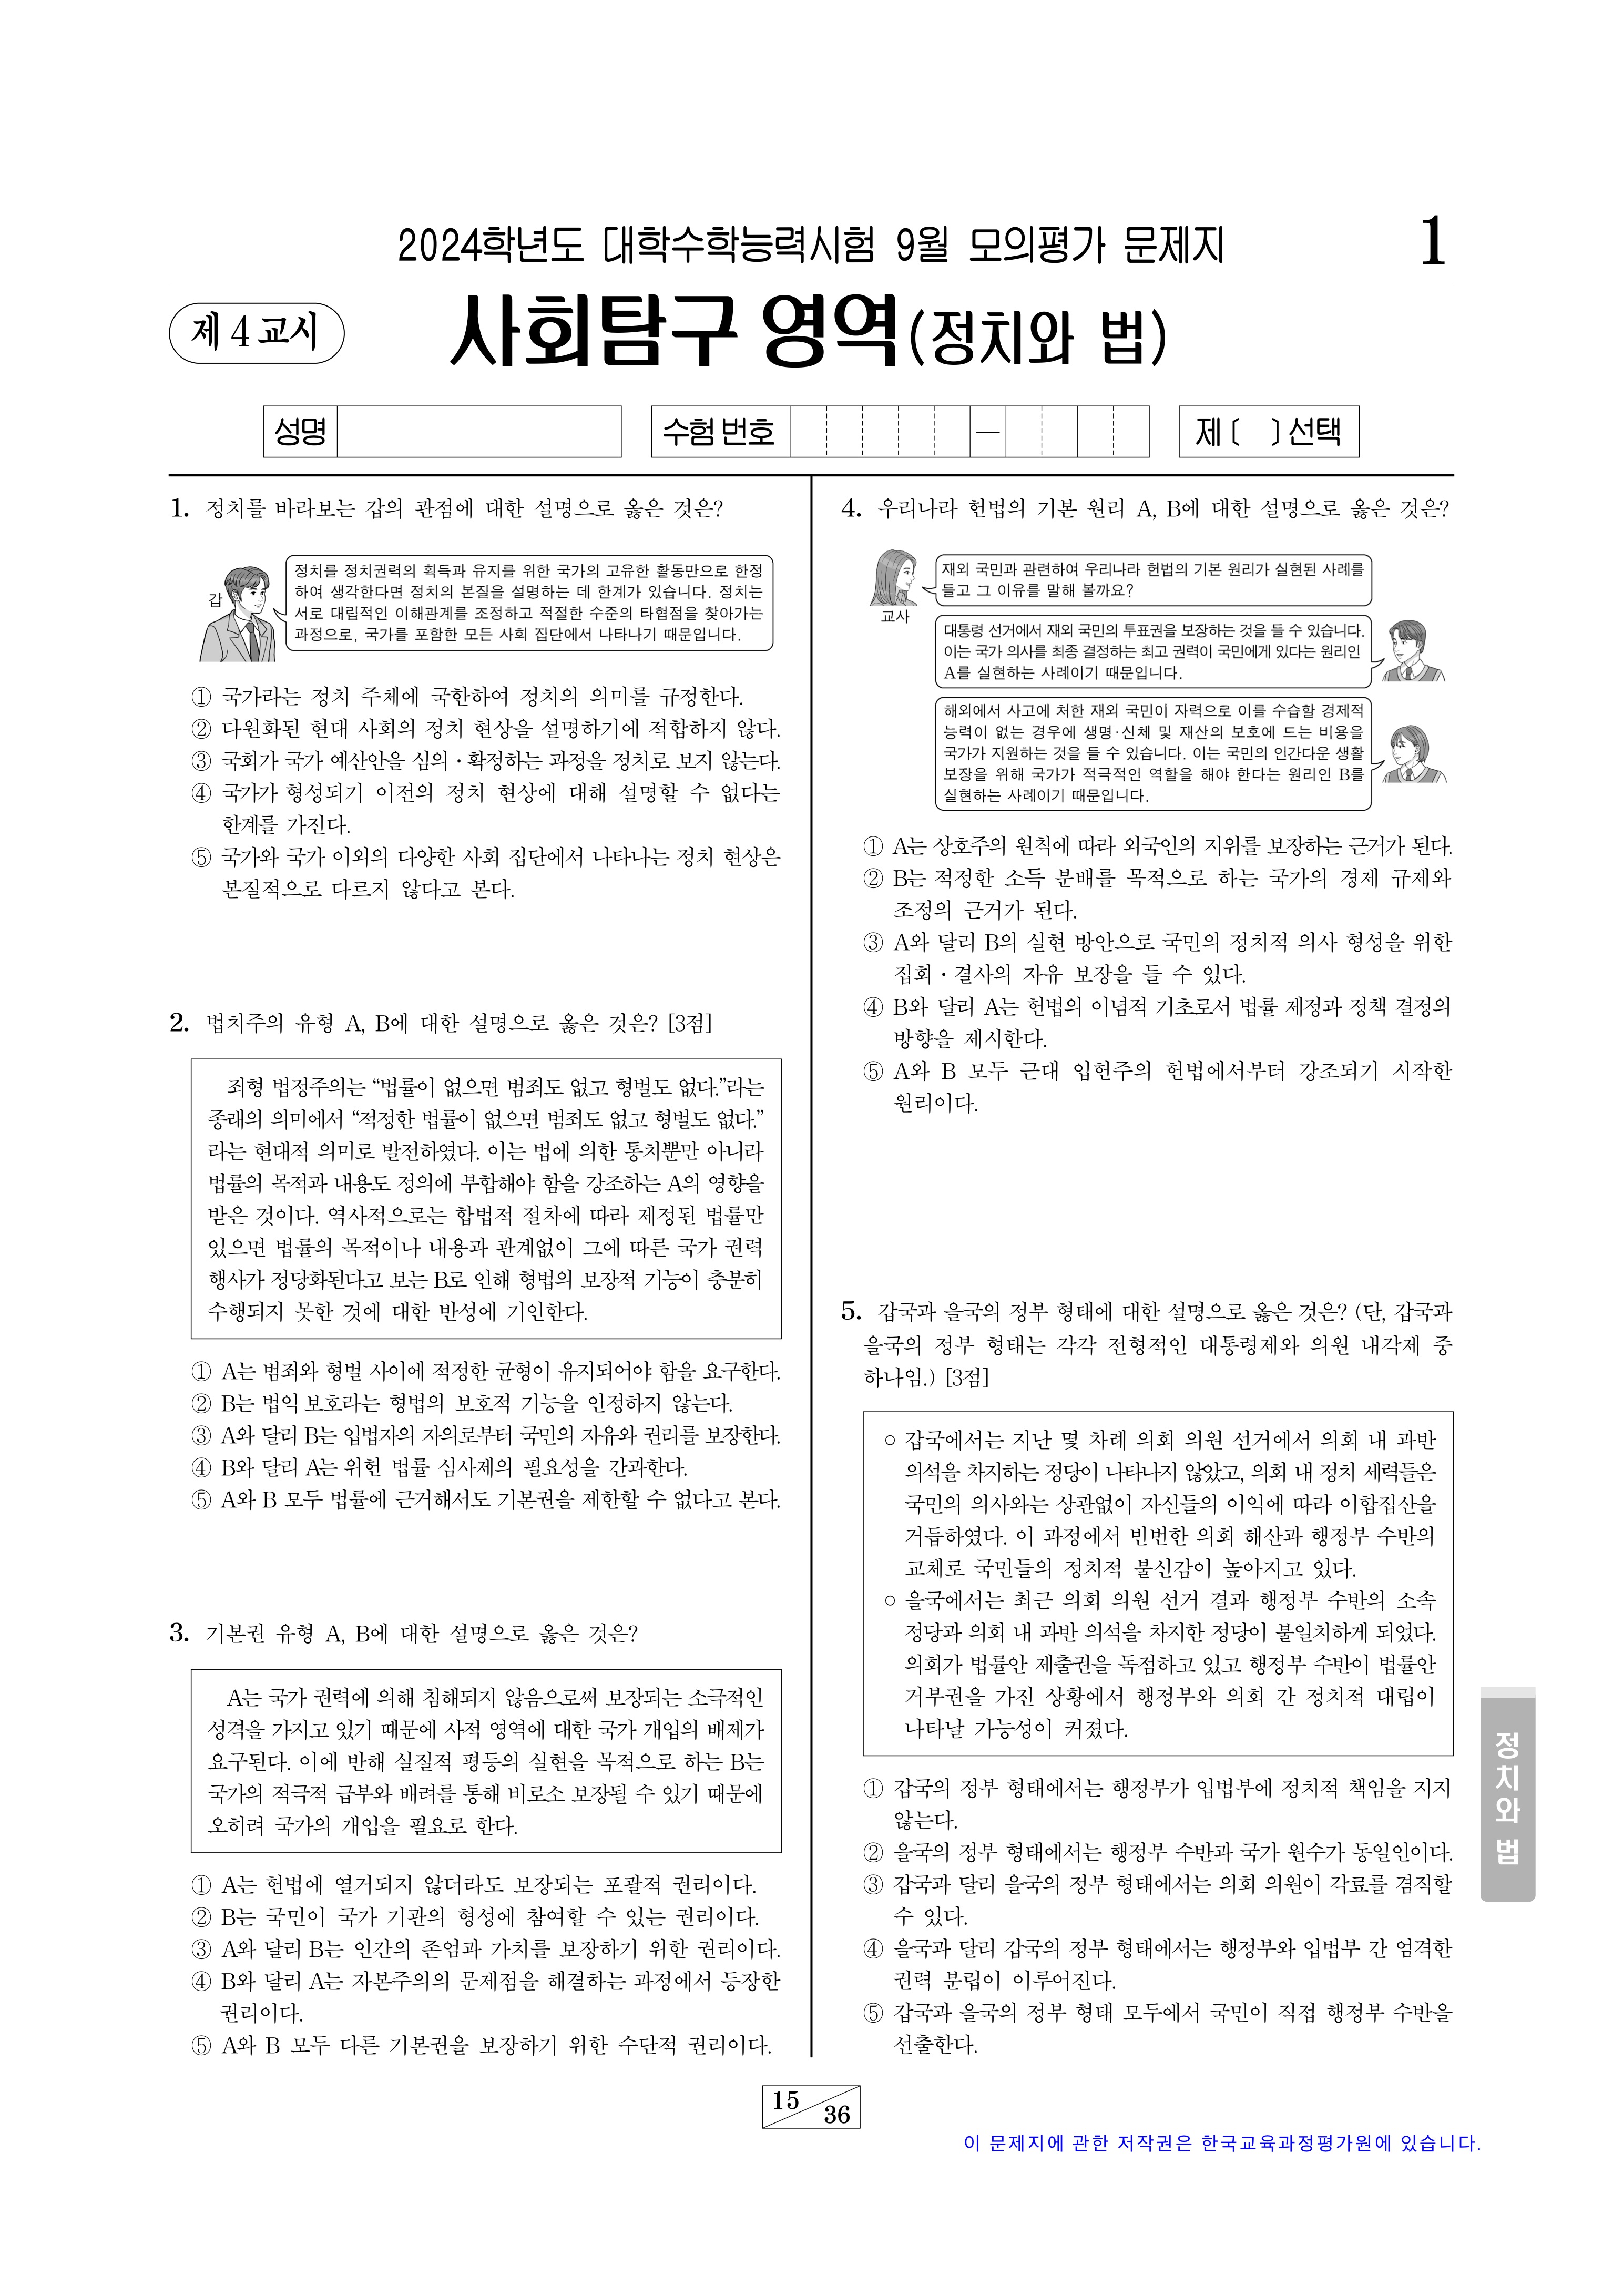 2024학년도 대학수학능력시험 9월 모의평가 문제지
1
제 4 교시
사회탐구 영역(정치와 법)
성명
수험 번호
—
제 〔 〕 선택
1. 정치를 바라보는 갑의 관점에 대한 설명으로 옳은 것은?
갑
정치를 정치권력의 획득과 유지를 위한 국가의 고유한 활동만으로 한정
하여 생각한다면 정치의 본질을 설명하는 데 한계가 있습니다. 정치는
서로 대립적인 이해관계를 조정하고 적절한 수준의 타협점을 찾아가는
과정으로, 국가를 포함한 모든 사회 집단에서 나타나기 때문입니다.
① 국가라는 정치 주체에 국한하여 정치의 의미를 규정한다.
② 다원화된 현대 사회의 정치 현상을 설명하기에 적합하지 않다.
③ 국회가 국가 예산안을 심의·확정하는 과정을 정치로 보지 않는다.
④ 국가가 형성되기 이전의 정치 현상에 대해 설명할 수 없다는
한계를 가진다.
⑤ 국가와 국가 이외의 다양한 사회 집단에서 나타나는 정치 현상은
본질적으로 다르지 않다고 본다.
2. 법치주의 유형 A, B에 대한 설명으로 옳은 것은? [3점]
죄형 법정주의는 “법률이 없으면 범죄도 없고 형벌도 없다.”라는
종래의 의미에서 “적정한 법률이 없으면 범죄도 없고 형벌도 없다.”
라는 현대적 의미로 발전하였다. 이는 법에 의한 통치뿐만 아니라
법률의 목적과 내용도 정의에 부합해야 함을 강조하는 A의 영향을
받은 것이다. 역사적으로는 합법적 절차에 따라 제정된 법률만
있으면 법률의 목적이나 내용과 관계없이 그에 따른 국가 권력
행사가 정당화된다고 보는 B로 인해 형법의 보장적 기능이 충분히
수행되지 못한 것에 대한 반성에 기인한다.
① A는 범죄와 형벌 사이에 적정한 균형이 유지되어야 함을 요구한다.
② B는 법익 보호라는 형법의 보호적 기능을 인정하지 않는다.
③ A와 달리 B는 입법자의 자의로부터 국민의 자유와 권리를 보장한다.
④ B와 달리 A는 위헌 법률 심사제의 필요성을 간과한다.
⑤ A와 B 모두 법률에 근거해서도 기본권을 제한할 수 없다고 본다.
3. 기본권 유형 A, B에 대한 설명으로 옳은 것은?
A는 국가 권력에 의해 침해되지 않음으로써 보장되는 소극적인
성격을 가지고 있기 때문에 사적 영역에 대한 국가 개입의 배제가
요구된다. 이에 반해 실질적 평등의 실현을 목적으로 하는 B는
국가의 적극적 급부와 배려를 통해 비로소 보장될 수 있기 때문에
오히려 국가의 개입을 필요로 한다.
① A는 헌법에 열거되지 않더라도 보장되는 포괄적 권리이다.
② B는 국민이 국가 기관의 형성에 참여할 수 있는 권리이다.
③ A와 달리 B는 인간의 존엄과 가치를 보장하기 위한 권리이다.
④ B와 달리 A는 자본주의의 문제점을 해결하는 과정에서 등장한
권리이다.
⑤ A와 B 모두 다른 기본권을 보장하기 위한 수단적 권리이다.
4. 우리나라 헌법의 기본 원리 A, B에 대한 설명으로 옳은 것은?
교사
재외 국민과 관련하여 우리나라 헌법의 기본 원리가 실현된 사례를
들고 그 이유를 말해 볼까요?
대통령 선거에서 재외 국민의 투표권을 보장하는 것을 들 수 있습니다.
이는 국가 의사를 최종 결정하는 최고 권력이 국민에게 있다는 원리인
A를 실현하는 사례이기 때문입니다.
해외에서 사고에 처한 재외 국민이 자력으로 이를 수습할 경제적
능력이 없는 경우에 생명·신체 및 재산의 보호에 드는 비용을
국가가 지원하는 것을 들 수 있습니다. 이는 국민의 인간다운 생활
보장을 위해 국가가 적극적인 역할을 해야 한다는 원리인 B를
실현하는 사례이기 때문입니다.
① A는 상호주의 원칙에 따라 외국인의 지위를 보장하는 근거가 된다.
② B는 적정한 소득 분배를 목적으로 하는 국가의 경제 규제와
조정의 근거가 된다.
③ A와 달리 B의 실현 방안으로 국민의 정치적 의사 형성을 위한
집회·결사의 자유 보장을 들 수 있다.
④ B와 달리 A는 헌법의 이념적 기초로서 법률 제정과 정책 결정의
방향을 제시한다.
⑤ A와 B 모두 근대 입헌주의 헌법에서부터 강조되기 시작한
원리이다.
5. 갑국과 을국의 정부 형태에 대한 설명으로 옳은 것은? (단, 갑국과
을국의 정부 형태는 각각 전형적인 대통령제와 의원 내각제 중
하나임.) [3점]
○ 갑국에서는 지난 몇 차례 의회 의원 선거에서 의회 내 과반
의석을 차지하는 정당이 나타나지 않았고, 의회 내 정치 세력들은
국민의 의사와는 상관없이 자신들의 이익에 따라 이합집산을
거듭하였다. 이 과정에서 빈번한 의회 해산과 행정부 수반의
교체로 국민들의 정치적 불신감이 높아지고 있다.
○ 을국에서는 최근 의회 의원 선거 결과 행정부 수반의 소속
정당과 의회 내 과반 의석을 차지한 정당이 불일치하게 되었다.
의회가 법률안 제출권을 독점하고 있고 행정부 수반이 법률안
거부권을 가진 상황에서 행정부와 의회 간 정치적 대립이
나타날 가능성이 커졌다.
① 갑국의 정부 형태에서는 행정부가 입법부에 정치적 책임을 지지
않는다.
② 을국의 정부 형태에서는 행정부 수반과 국가 원수가 동일인이다.
③ 갑국과 달리 을국의 정부 형태에서는 의회 의원이 각료를 겸직할
수 있다.
④ 을국과 달리 갑국의 정부 형태에서는 행정부와 입법부 간 엄격한
권력 분립이 이루어진다.
⑤ 갑국과 을국의 정부 형태 모두에서 국민이 직접 행정부 수반을
선출한다.
정치와 법
15
36
이 문제지에 관한 저작권은 한국교육과정평가원에 있습니다.